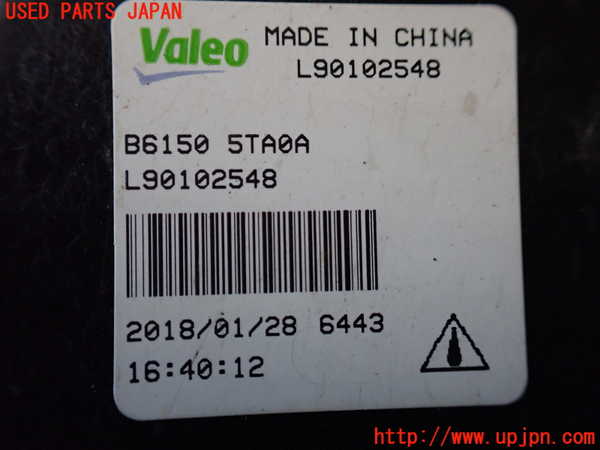 USED PARTS JAPAN
Valeo MADE IN CHINA
L90102548
B6150 5TA0A
L90102548
2018/01/28 6443
16:40:12
www.upjpn.com